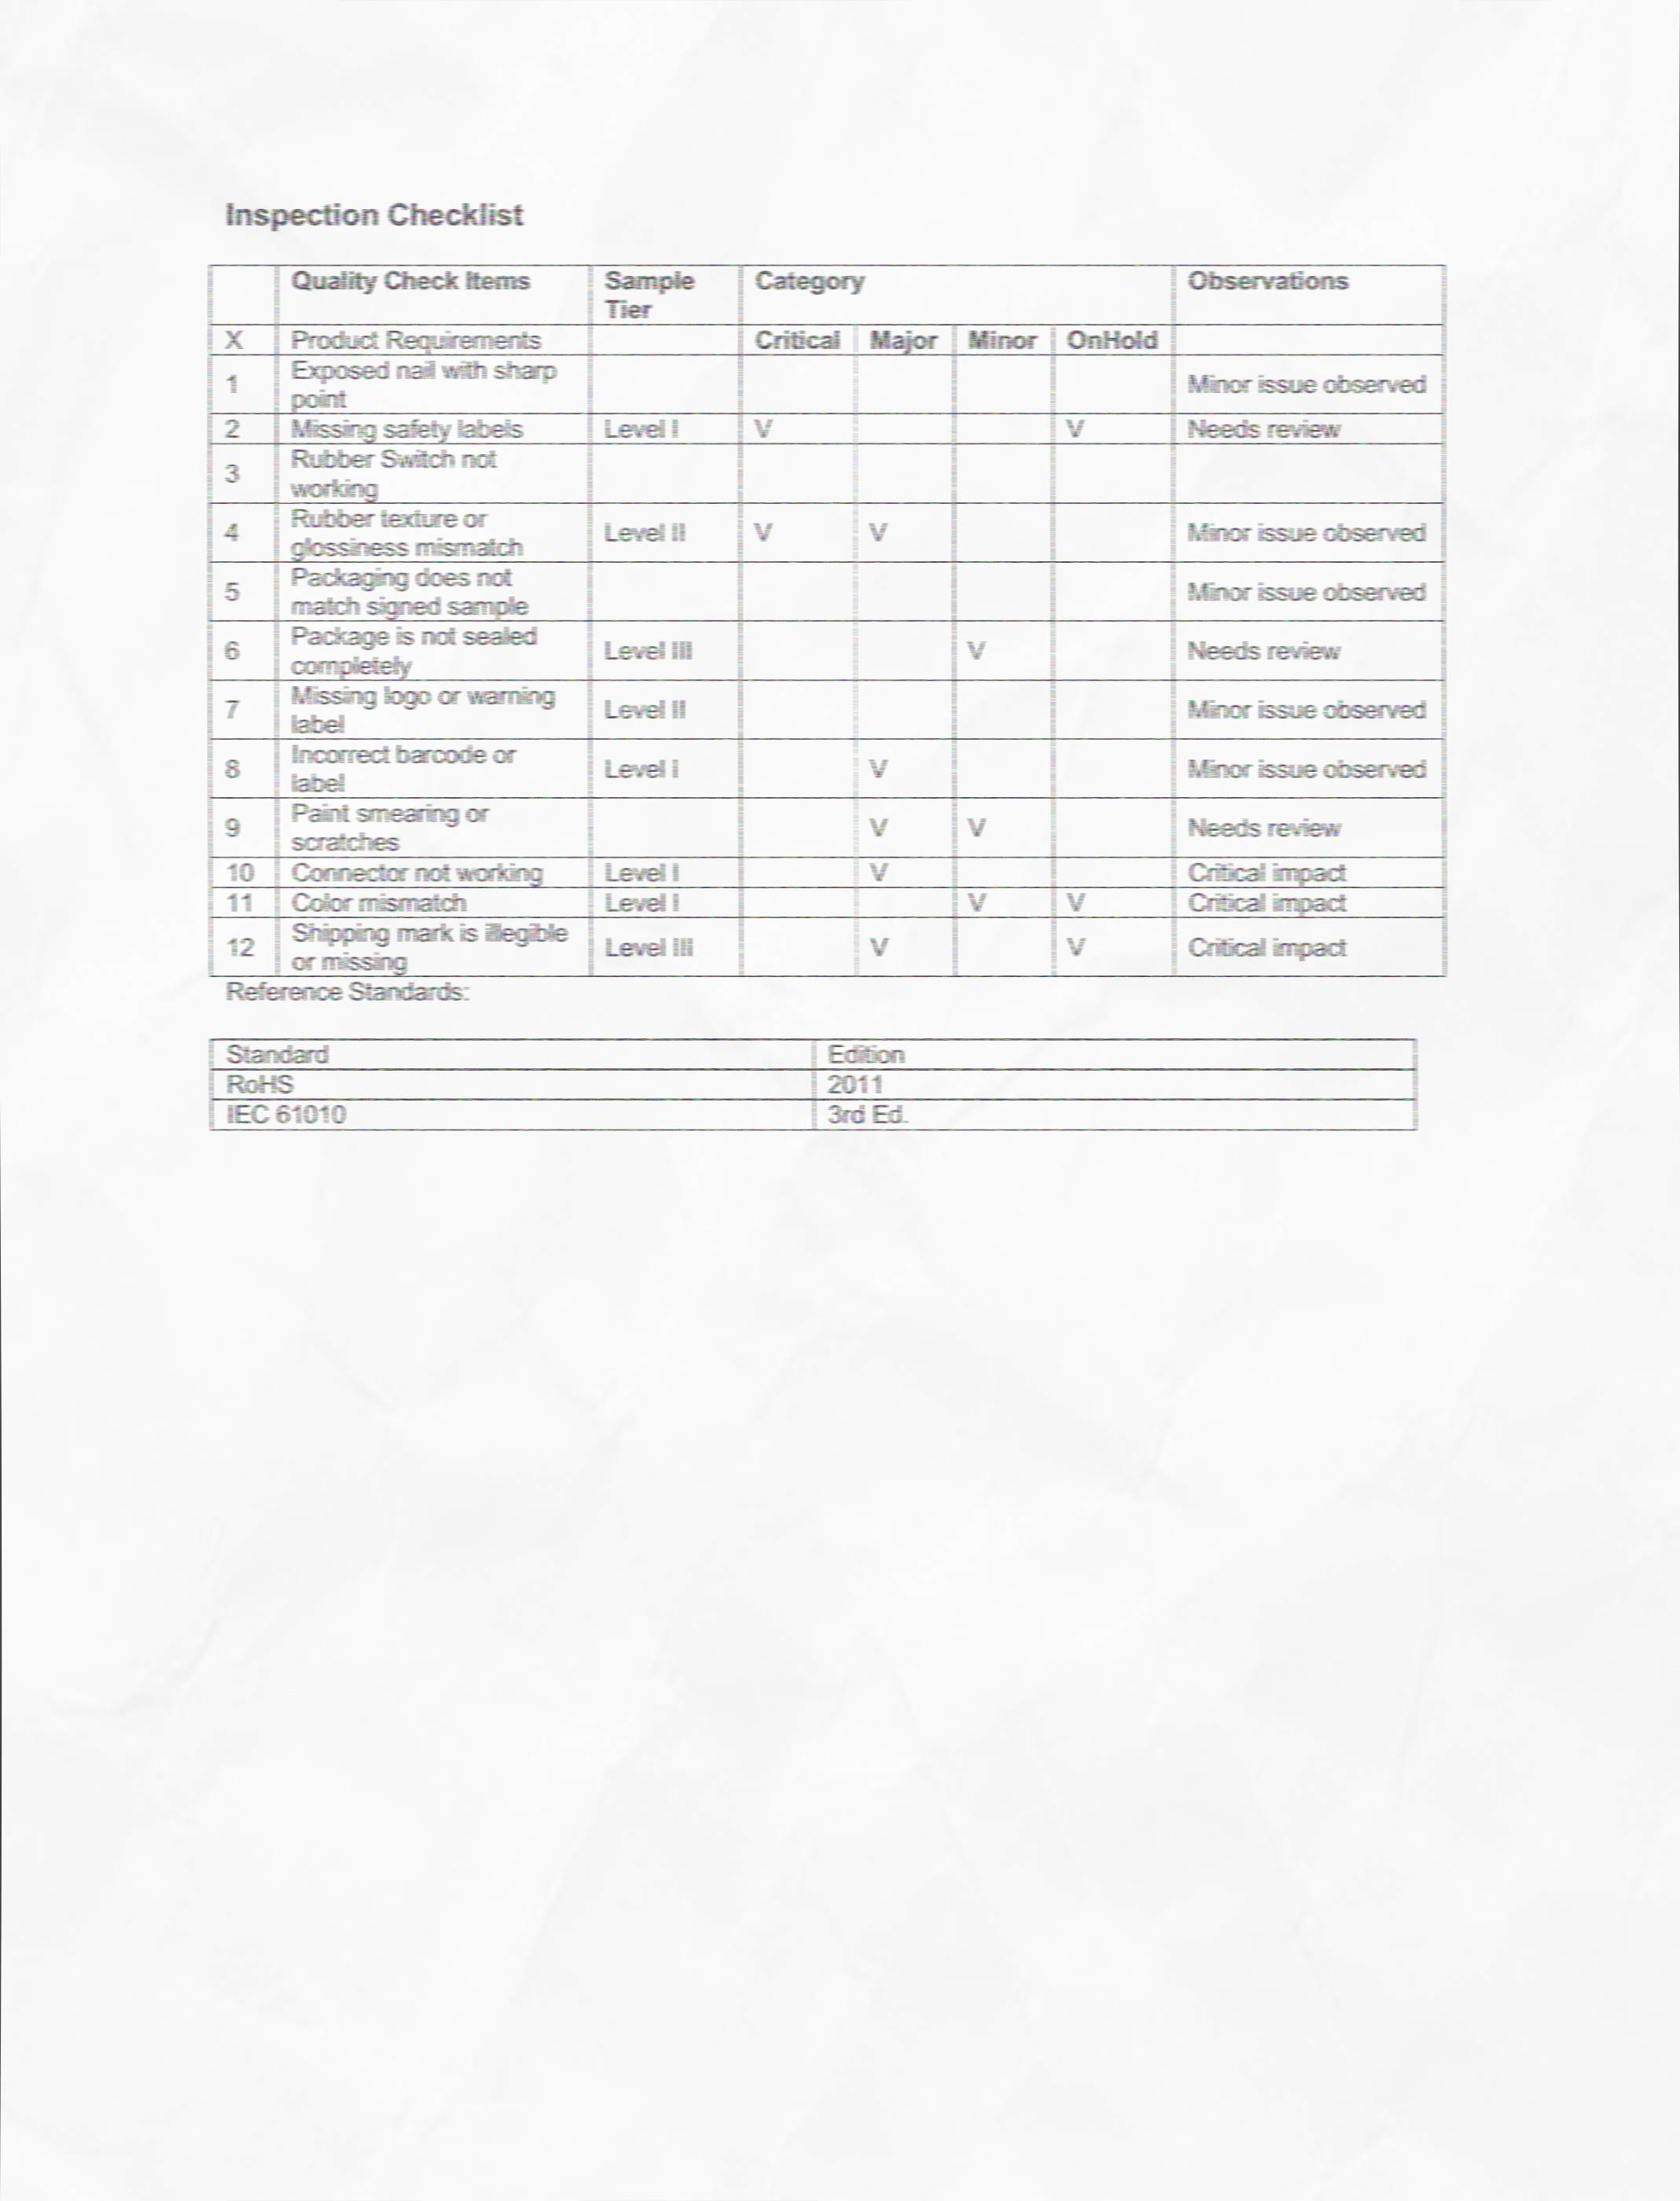 Inspection Checklist
Quality Check Items Sample Category Observations
Tier
X Product Requirements Critical Major Minor OnHold
1 Exposed nail with sharp Minor issue observed
point
2 Missing safety labels Level I V V Needs review
3 Rubber Switch not
working
4 Rubber texture or Level II V V Minor issue observed
glossiness mismatch
5 Packaging does not Minor issue observed
match signed sample
6 Package is not sealed Level III V Needs review
completely
7 Missing logo or warning Level II Minor issue observed
label
8 Incorrect barcode or Level I V Minor issue observed
label
9 Paint smearing or V V Needs review
scratches
10 Connector not working Level I V Critical impact
11 Color mismatch Level I V V Critical impact
12 Shipping mark is illegible Level III V V Critical impact
or missing
Reference Standards:
Standard Edition
RoHS 2011
IEC 61010 3rd Ed.